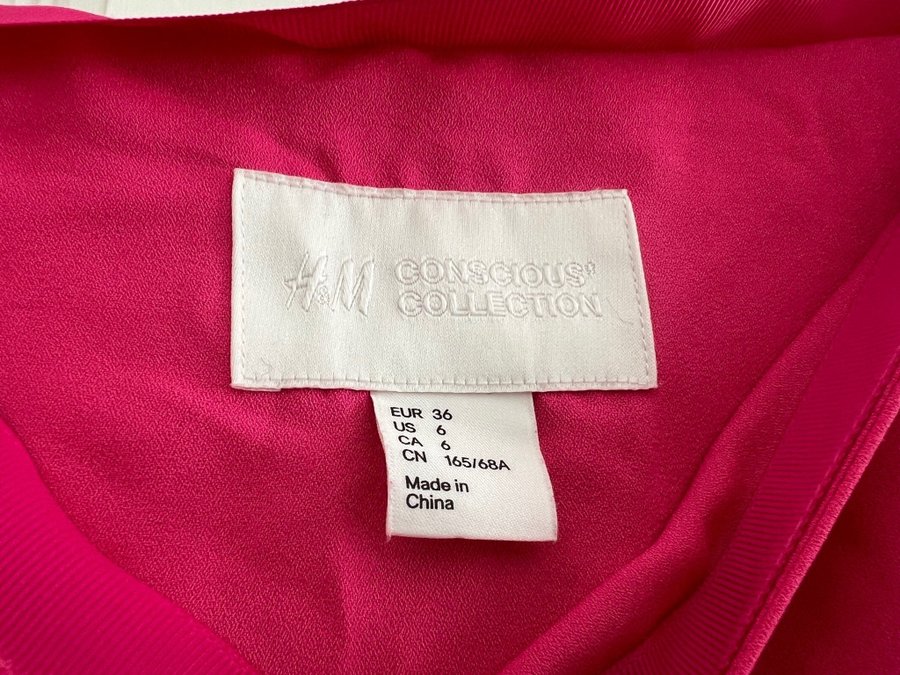 H&M CONSCIOUS'
COLLECTION
EUR 36
US 6
CA 6
CN 165/68A
Made in
China